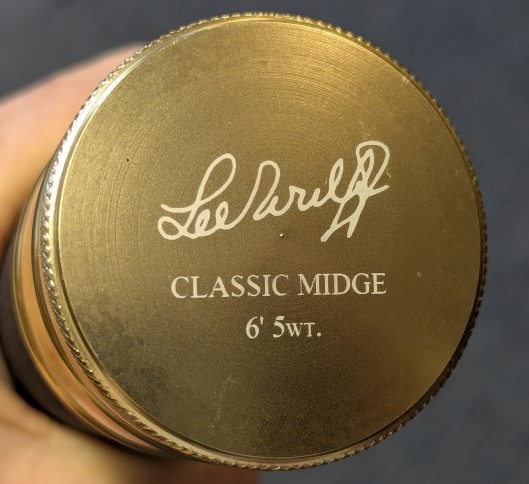 Lee Wulff
CLASSIC MIDGE
6' 5WT.